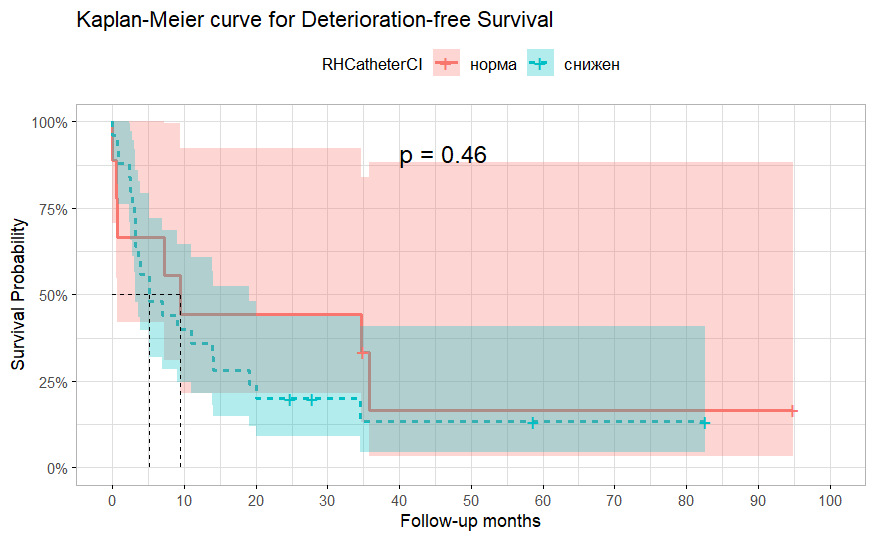 Kaplan-Meier curve for Deterioration-free Survival
RHCatheterCI норма снижен
100%
75%
50%
25%
0%
Survival Probability
p = 0.46
0 10 20 30 40 50 60 70 80 90 100
Follow-up months